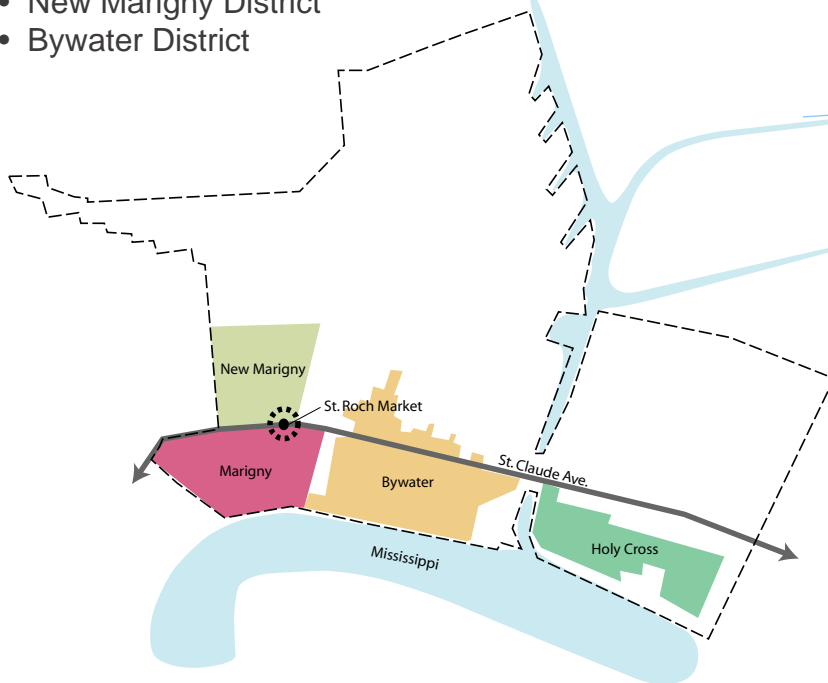 • New Marigny District
• Bywater District
New Marigny
St. Roch Market
St. Claude Ave.
Marigny
Bywater
Holy Cross
Mississippi